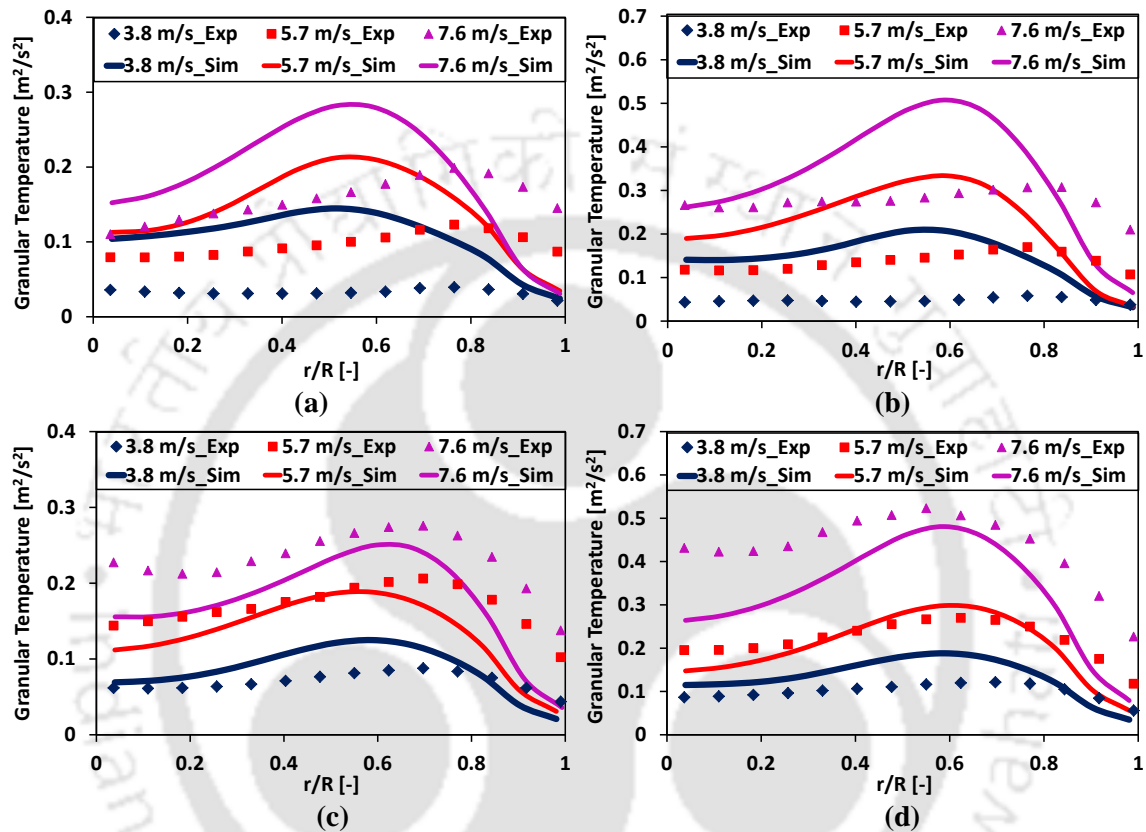 0.4
0.3
0.2
0.1
0
Granular Temperature [m²/s²]
3.8 m/s_Exp 5.7 m/s_Exp 7.6 m/s_Exp
3.8 m/s_Sim 5.7 m/s_Sim 7.6 m/s_Sim
0 0.2 0.4 0.6 0.8 1
r/R [-]
(a)
0.7
0.6
0.5
0.4
0.3
0.2
0.1
0
Granular Temperature [m²/s²]
3.8 m/s_Exp 5.7 m/s_Exp 7.6 m/s_Exp
3.8 m/s_Sim 5.7 m/s_Sim 7.6 m/s_Sim
0 0.2 0.4 0.6 0.8 1
r/R [-]
(b)
0.4
0.3
0.2
0.1
0
Granular Temperature [m²/s²]
3.8 m/s_Exp 5.7 m/s_Exp 7.6 m/s_Exp
3.8 m/s_Sim 5.7 m/s_Sim 7.6 m/s_Sim
0 0.2 0.4 0.6 0.8 1
r/R [-]
(c)
0.7
0.6
0.5
0.4
0.3
0.2
0.1
0
Granular Temperature [m²/s²]
3.8 m/s_Exp 5.7 m/s_Exp 7.6 m/s_Exp
3.8 m/s_Sim 5.7 m/s_Sim 7.6 m/s_Sim
0 0.2 0.4 0.6 0.8 1
r/R [-]
(d)
Indian